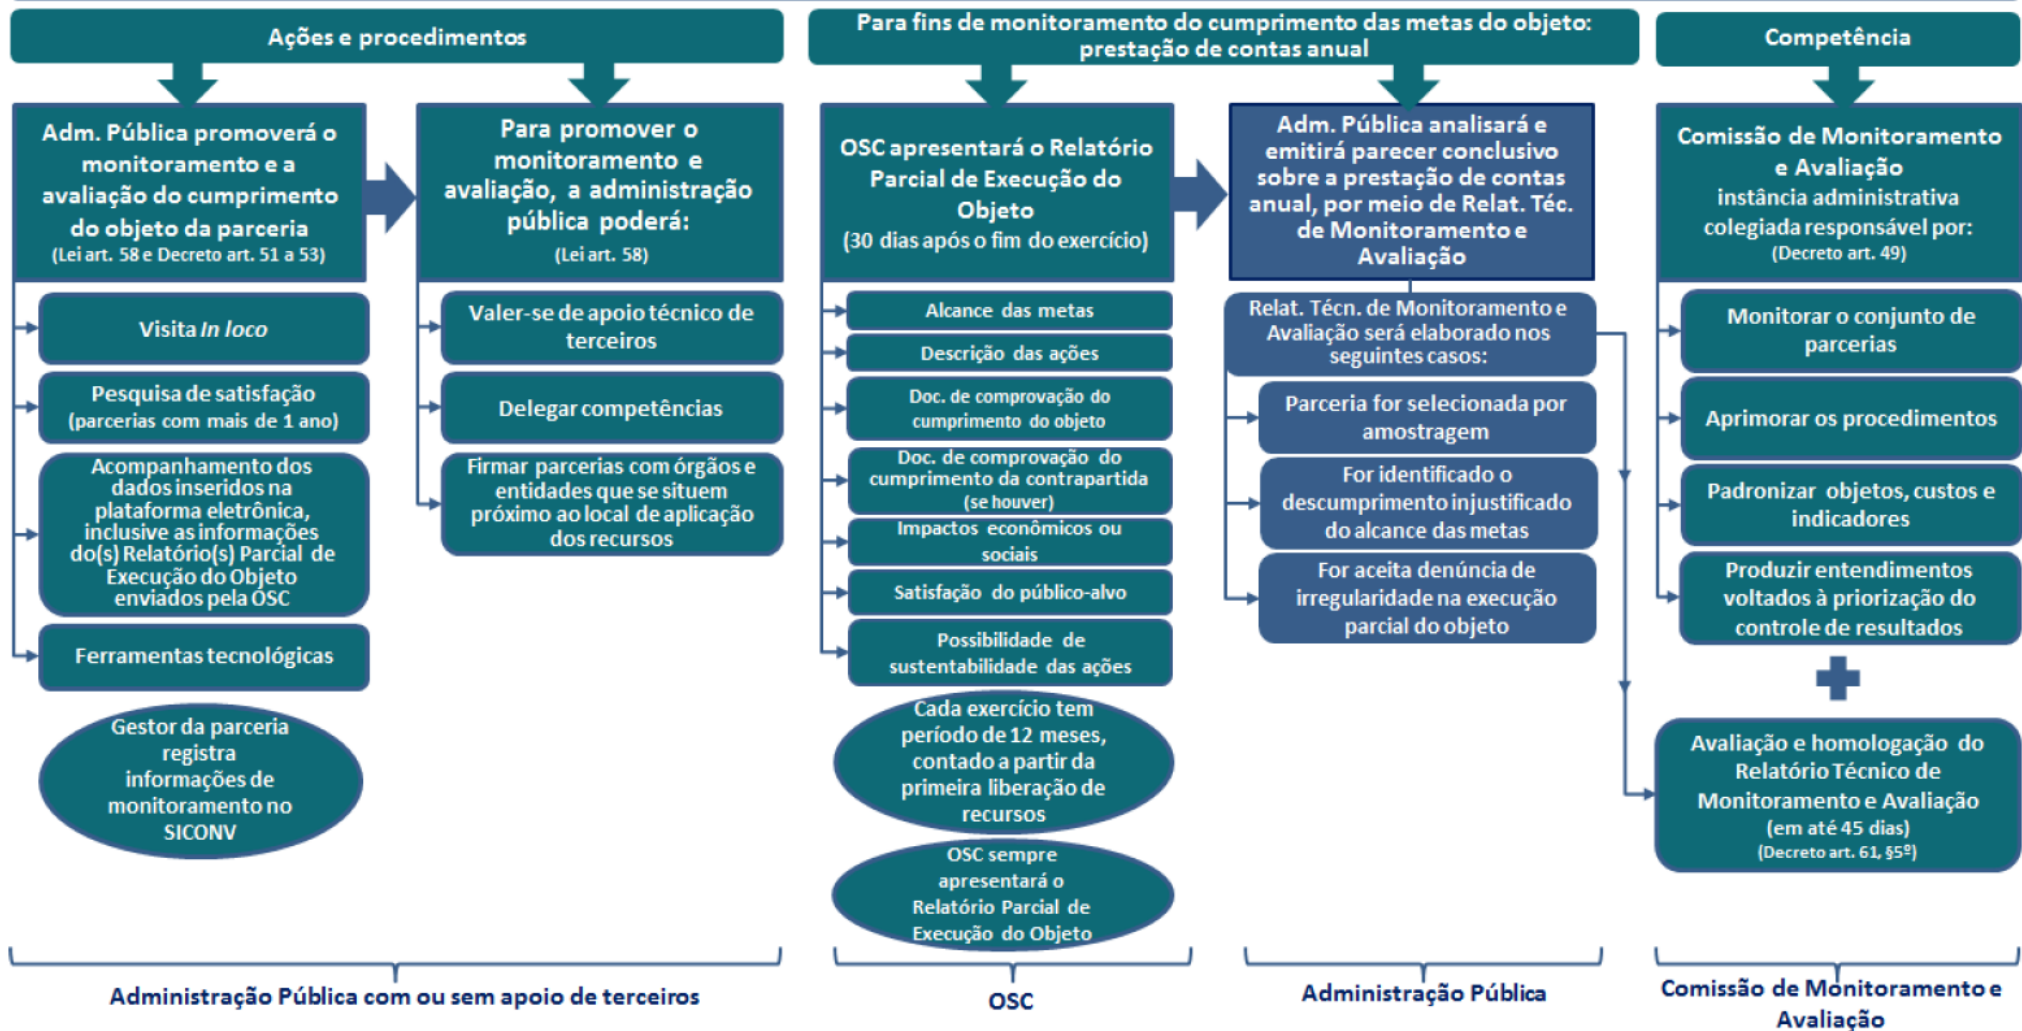 Ações e procedimentos
Adm. Pública promoverá o
monitoramento e a
avaliação do cumprimento
do objeto da parceria
(Lei art. 58 e Decreto art. 51 a 53)
Visita In loco
Pesquisa de satisfação
(parcerias com mais de 1 ano)
Acompanhamento dos
dados inseridos na
plataforma eletrônica,
inclusive as informações
do(s) Relatório(s) Parcial de
Execução do Objeto
enviados pela OSC
Ferramentas tecnológicas
Gestor da parceria
registra
informações de
monitoramento no
SICONV
Para promover o
monitoramento e
avaliação, a administração
pública poderá:
(Lei art. 58)
Valer-se de apoio técnico de
terceiros
Delegar competências
Firmar parcerias com órgãos e
entidades que se situem
próximo ao local de aplicação
dos recursos
Administração Pública com ou sem apoio de terceiros
Para fins de monitoramento do cumprimento das metas do objeto:
prestação de contas anual
OSC apresentará o Relatório
Parcial de Execução do
Objeto
(30 dias após o fim do exercício)
Alcance das metas
Descrição das ações
Doc. de comprovação do
cumprimento do objeto
Doc. de comprovação do
cumprimento da contrapartida
(se houver)
Impactos econômicos ou
sociais
Satisfação do público-alvo
Possibilidade de
sustentabilidade das ações
Cada exercício tem
período de 12 meses,
contado a partir da
primeira liberação de
recursos
OSC sempre
apresentará o
Relatório Parcial de
Execução do Objeto
OSC
Adm. Pública analisará e
emitirá parecer conclusivo
sobre a prestação de contas
anual, por meio de Relat. Téc.
de Monitoramento e
Avaliação
Relat. Técn. de Monitoramento e
Avaliação será elaborado nos
seguintes casos:
Parceria for selecionada por
amostragem
For identificado o
descumprimento injustificado
do alcance das metas
For aceita denúncia de
irregularidade na execução
parcial do objeto
Administração Pública
Competência
Comissão de Monitoramento
e Avaliação
instância administrativa
colegiada responsável por:
(Decreto art. 49)
Monitorar o conjunto de
parcerias
Aprimorar os procedimentos
Padronizar objetos, custos e
indicadores
Produzir entendimentos
voltados à priorização do
controle de resultados
Avaliação e homologação do
Relatório Técnico de
Monitoramento e Avaliação
(em até 45 dias)
(Decreto art. 61, §5º)
Comissão de Monitoramento e
Avaliação